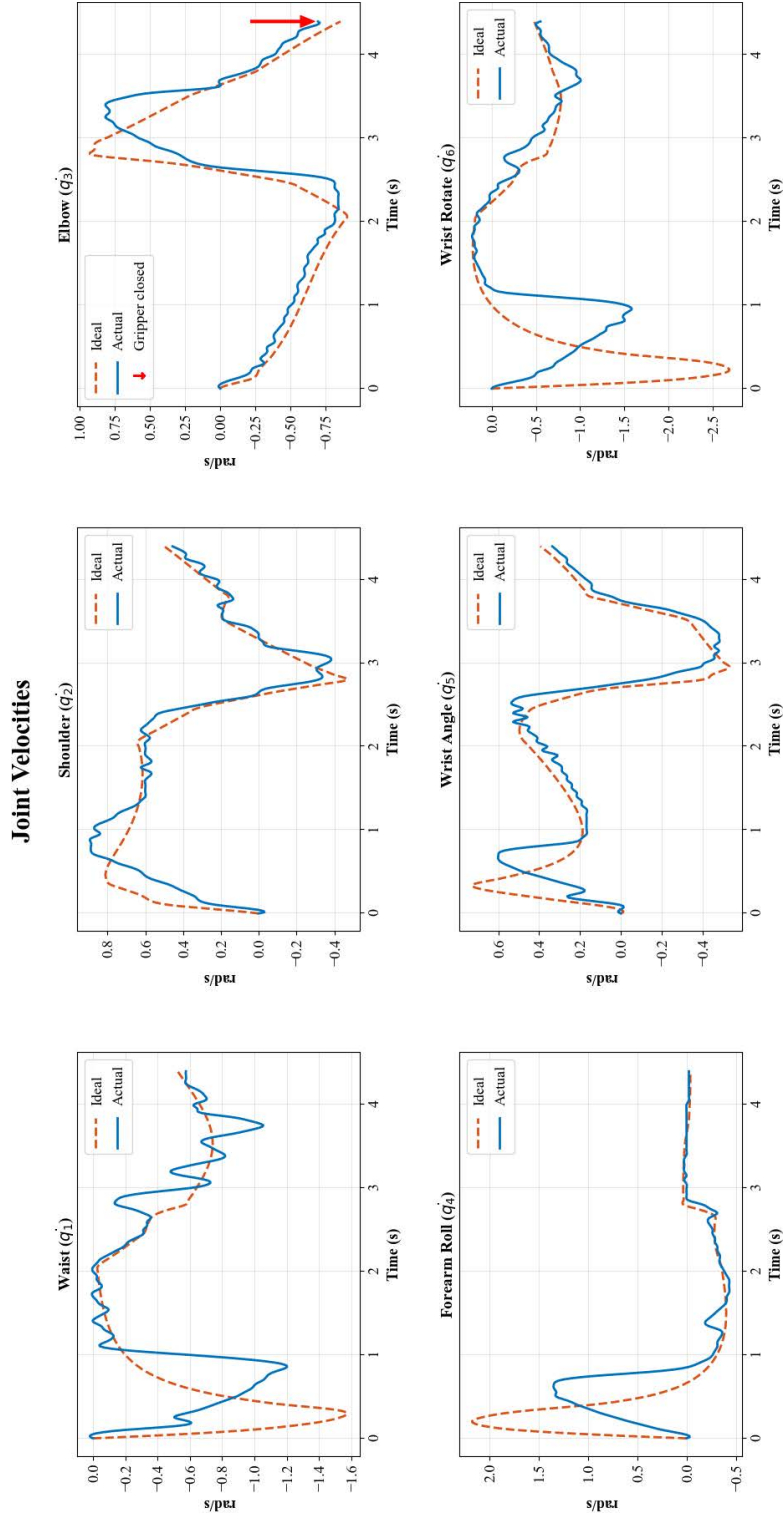 Joint Velocities
Waist (q̇1)
Ideal
Actual
0.0
−0.2
−0.4
−0.6
−0.8
−1.0
−1.2
−1.4
−1.6
rad/s
0 1 2 3 4
Time (s)
Shoulder (q̇2)
Ideal
Actual
0.8
0.6
0.4
0.2
0.0
−0.2
−0.4
rad/s
0 1 2 3 4
Time (s)
Elbow (q̇3)
Ideal
Actual
Gripper closed
1.00
0.75
0.50
0.25
0.00
−0.25
−0.50
−0.75
rad/s
0 1 2 3 4
Time (s)
Forearm Roll (q̇4)
Ideal
Actual
2.0
1.5
1.0
0.5
0.0
−0.5
rad/s
0 1 2 3 4
Time (s)
Wrist Angle (q̇5)
Ideal
Actual
0.6
0.4
0.2
0.0
−0.2
−0.4
rad/s
0 1 2 3 4
Time (s)
Wrist Rotate (q̇6)
Ideal
Actual
0.0
−0.5
−1.0
−1.5
−2.0
−2.5
rad/s
0 1 2 3 4
Time (s)